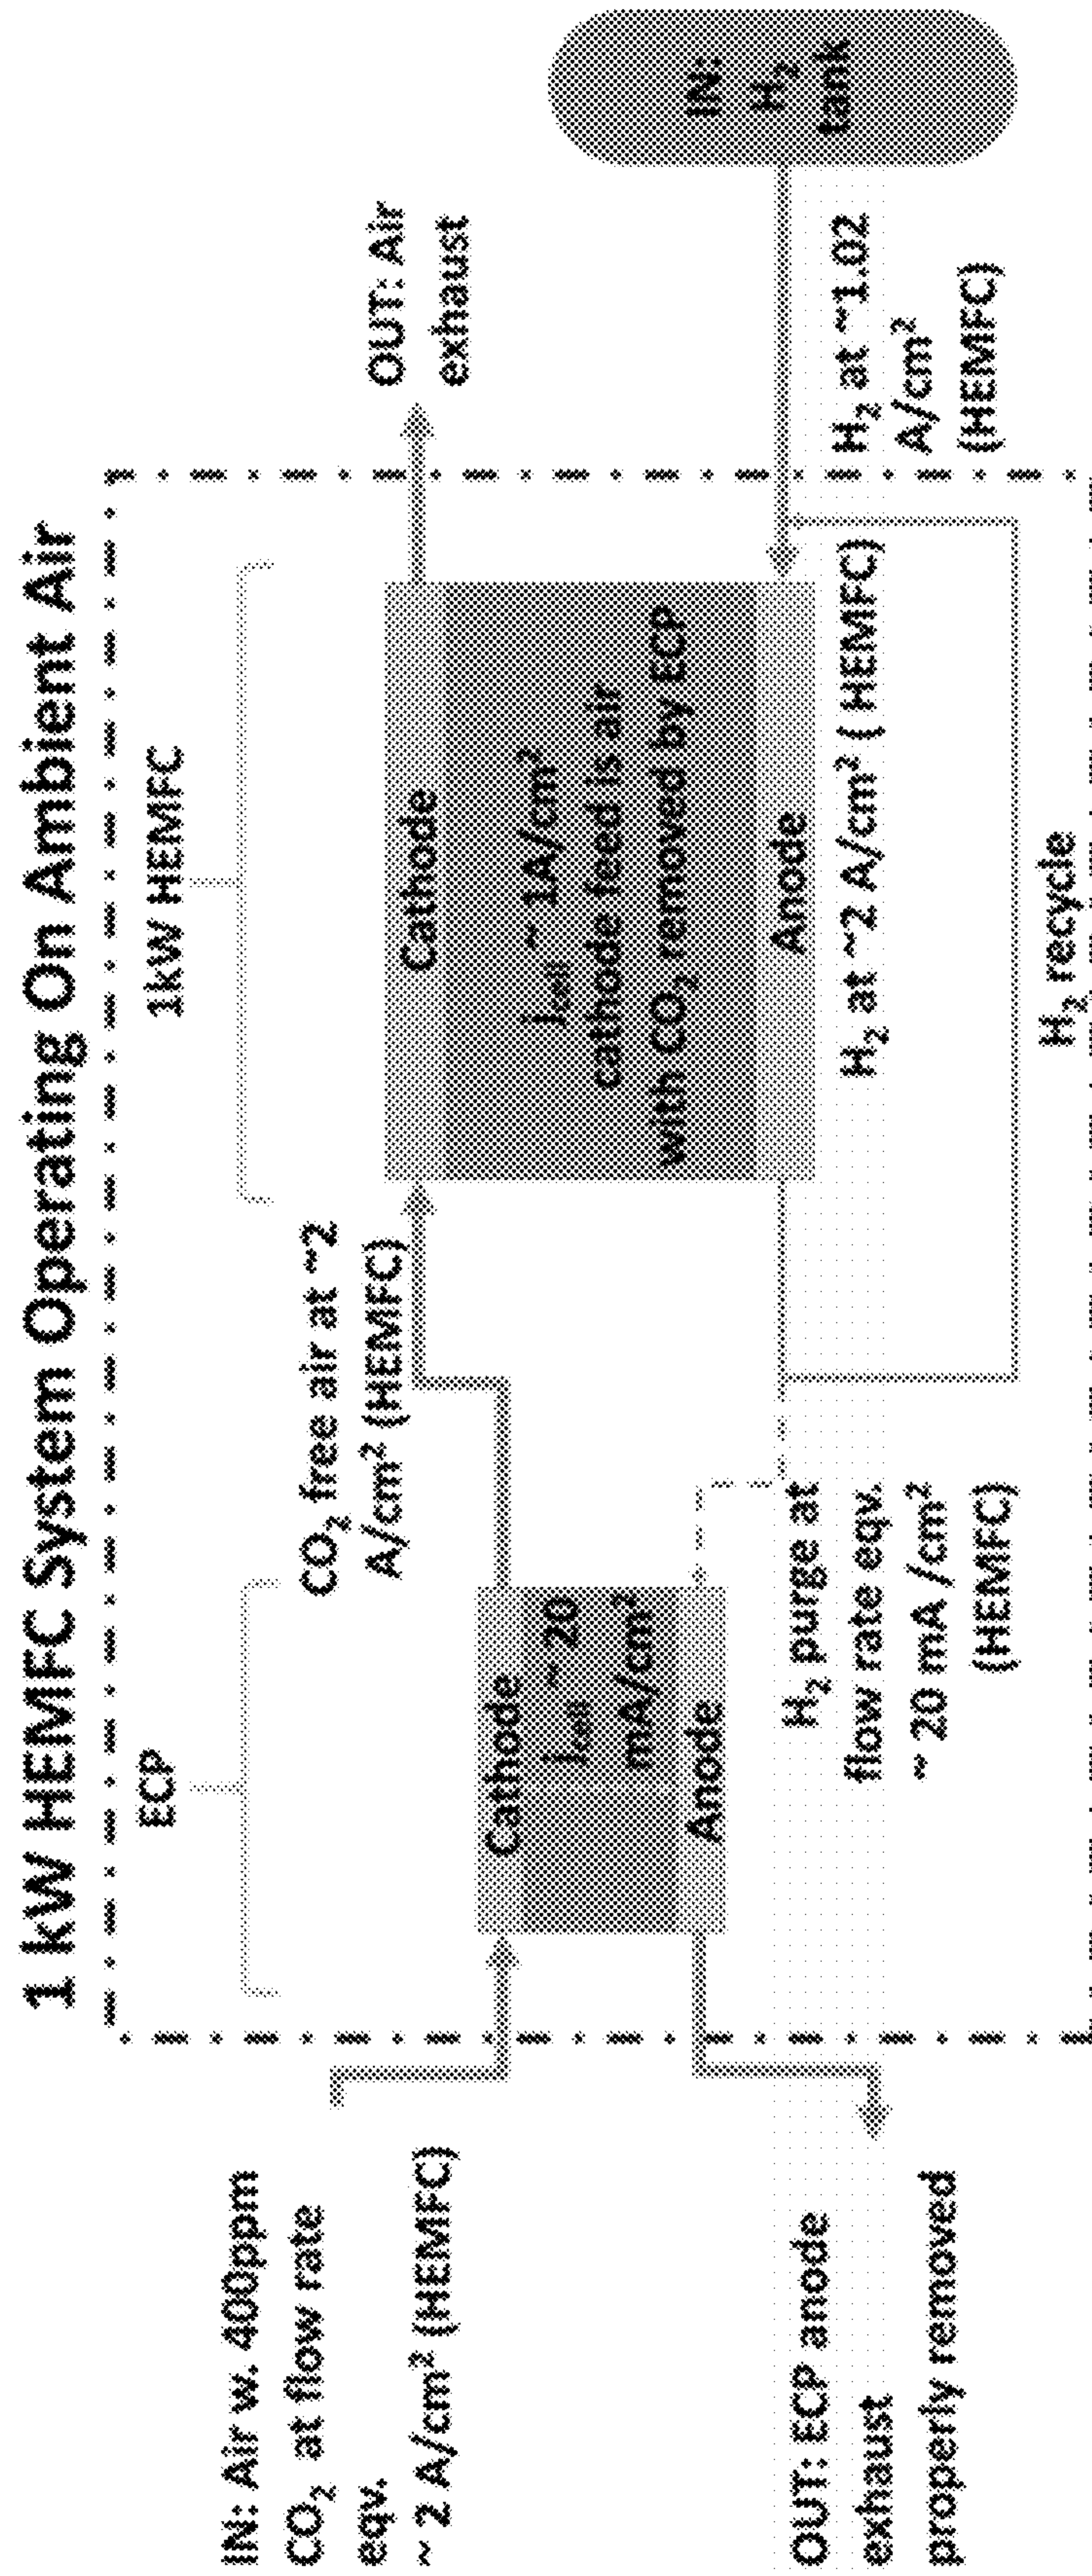 1 kW HEMFC System Operating On Ambient Air
ECP
1kW HEMFC
IN: Air w. 400ppm
CO₂ at flow rate
eqv.
~ 2 A/cm² (HEMFC)
CO₂ free air at ~2
A/cm² (HEMFC)
OUT: Air
exhaust
Cathode
j_cell ~ 20
mA/cm²
Anode
Cathode
j_cell ~ 1A/cm²
cathode feed is air
with CO₂ removed by ECP
Anode
IN:
H₂
tank
OUT: ECP anode
exhaust
properly removed
H₂ purge at
flow rate eqv.
~ 20 mA /cm²
(HEMFC)
H₂ at ~2 A/cm² ( HEMFC)
H₂ at ~1.02
A/cm²
(HEMFC)
H₂ recycle